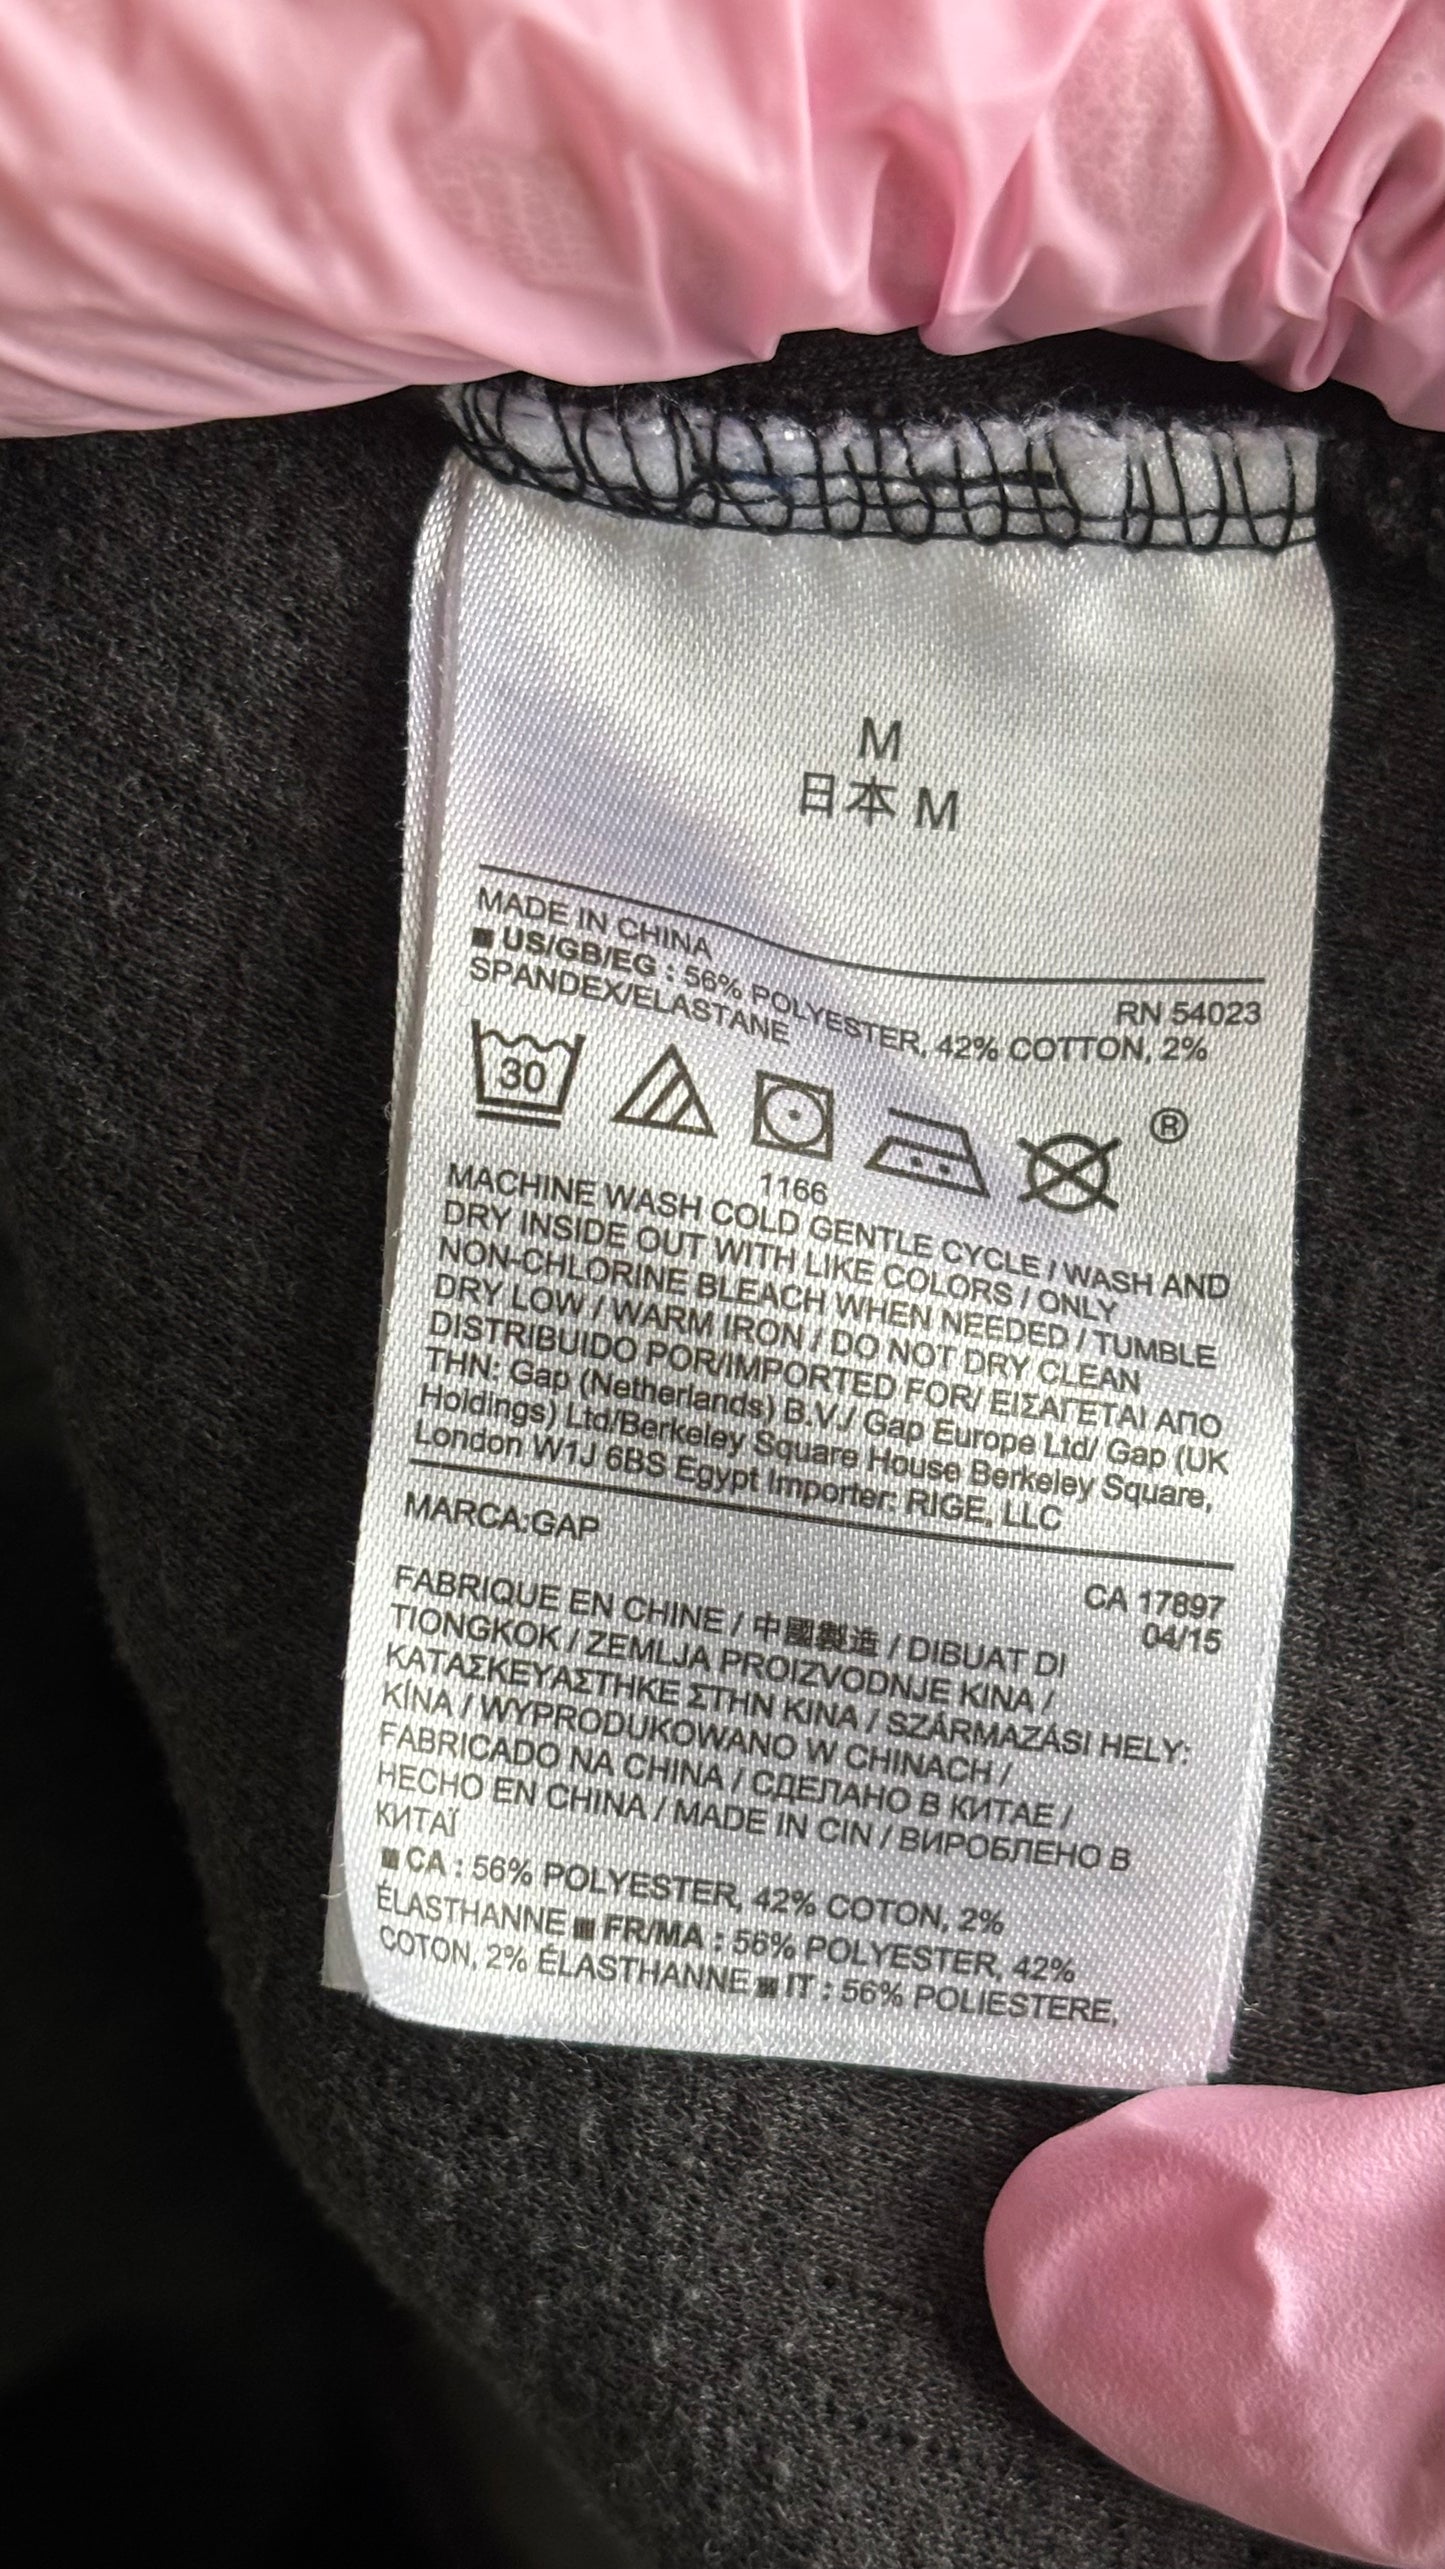 M
日本 M
MADE IN CHINA
RN 54023
■ US/GB/EG : 56% POLYESTER, 42% COTTON, 2%
SPANDEX/ELASTANE
30
®
1166
MACHINE WASH COLD GENTLE CYCLE / WASH AND
DRY INSIDE OUT WITH LIKE COLORS / ONLY
NON-CHLORINE BLEACH WHEN NEEDED / TUMBLE
DRY LOW / WARM IRON / DO NOT DRY CLEAN
DISTRIBUIDO POR/IMPORTED FOR/ ΕΙΣΑΓΕΤΑΙ ΑΠΟ
THN: Gap (Netherlands) B.V./ Gap Europe Ltd/ Gap (UK
Holdings) Ltd/Berkeley Square House Berkeley Square,
London W1J 6BS Egypt Importer: RIGE, LLC
MARCA:GAP
CA 17897
04/15
FABRIQUE EN CHINE / 中國製造 / DIBUAT DI
TIONGKOK / ZEMLJA PROIZVODNJE KINA /
ΚΑΤΑΣΚΕΥΑΣΤΗΚΕ ΣΤΗΝ ΚΙΝΑ / SZÁRMAZÁSI HELY:
KÍNA / WYPRODUKOWANO W CHINACH /
FABRICADO NA CHINA / СДЕЛАНО В КИТАЕ /
HECHO EN CHINA / MADE IN CIN / ВИРОБЛЕНО В
КИТАЇ
■ CA : 56% POLYESTER, 42% COTON, 2%
ÉLASTHANNE ■ FR/MA : 56% POLYESTER, 42%
COTON, 2% ÉLASTHANNE ■ IT : 56% POLIESTERE,